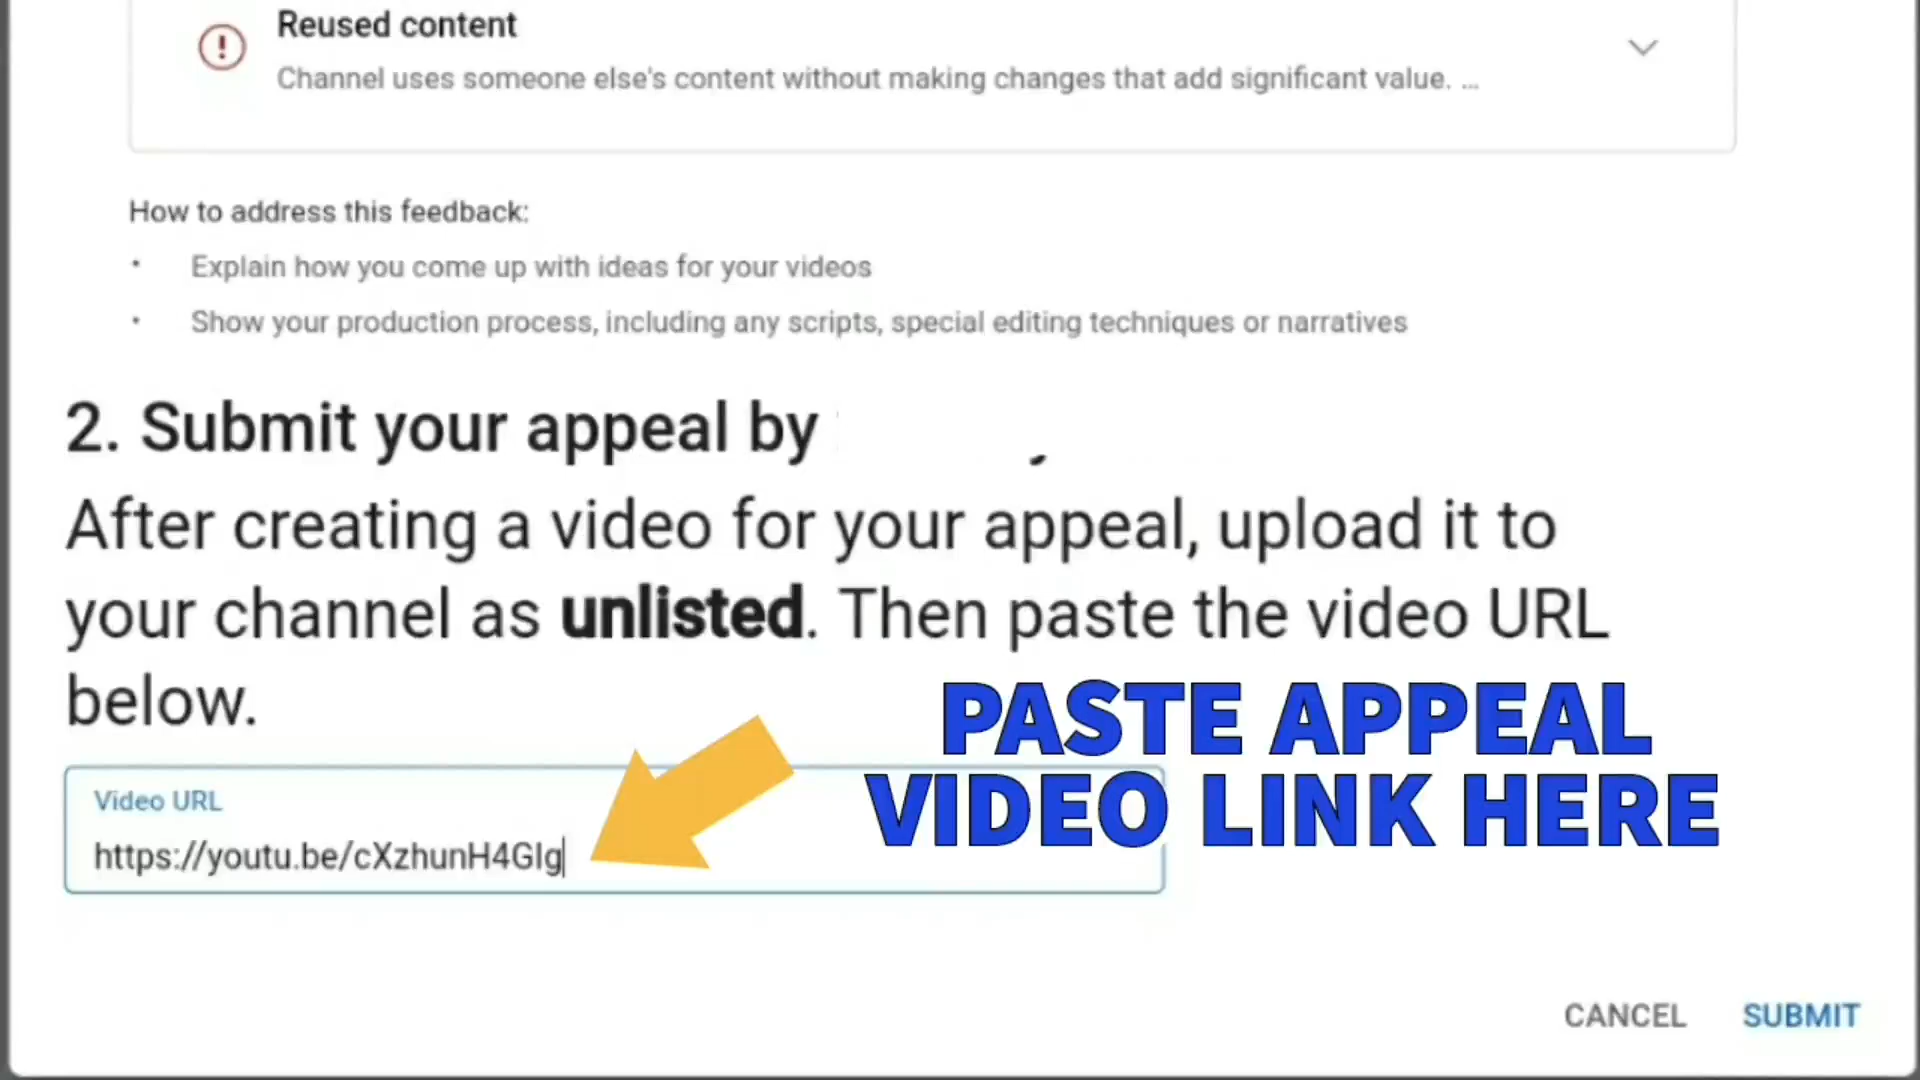 Reused content
Channel uses someone else's content without making changes that add significant value. ...
How to address this feedback:
• Explain how you come up with ideas for your videos
• Show your production process, including any scripts, special editing techniques or narratives
2. Submit your appeal by
After creating a video for your appeal, upload it to
your channel as unlisted. Then paste the video URL
below.
PASTE APPEAL
VIDEO LINK HERE
Video URL
https://youtu.be/cXzhunH4GIg
CANCEL SUBMIT